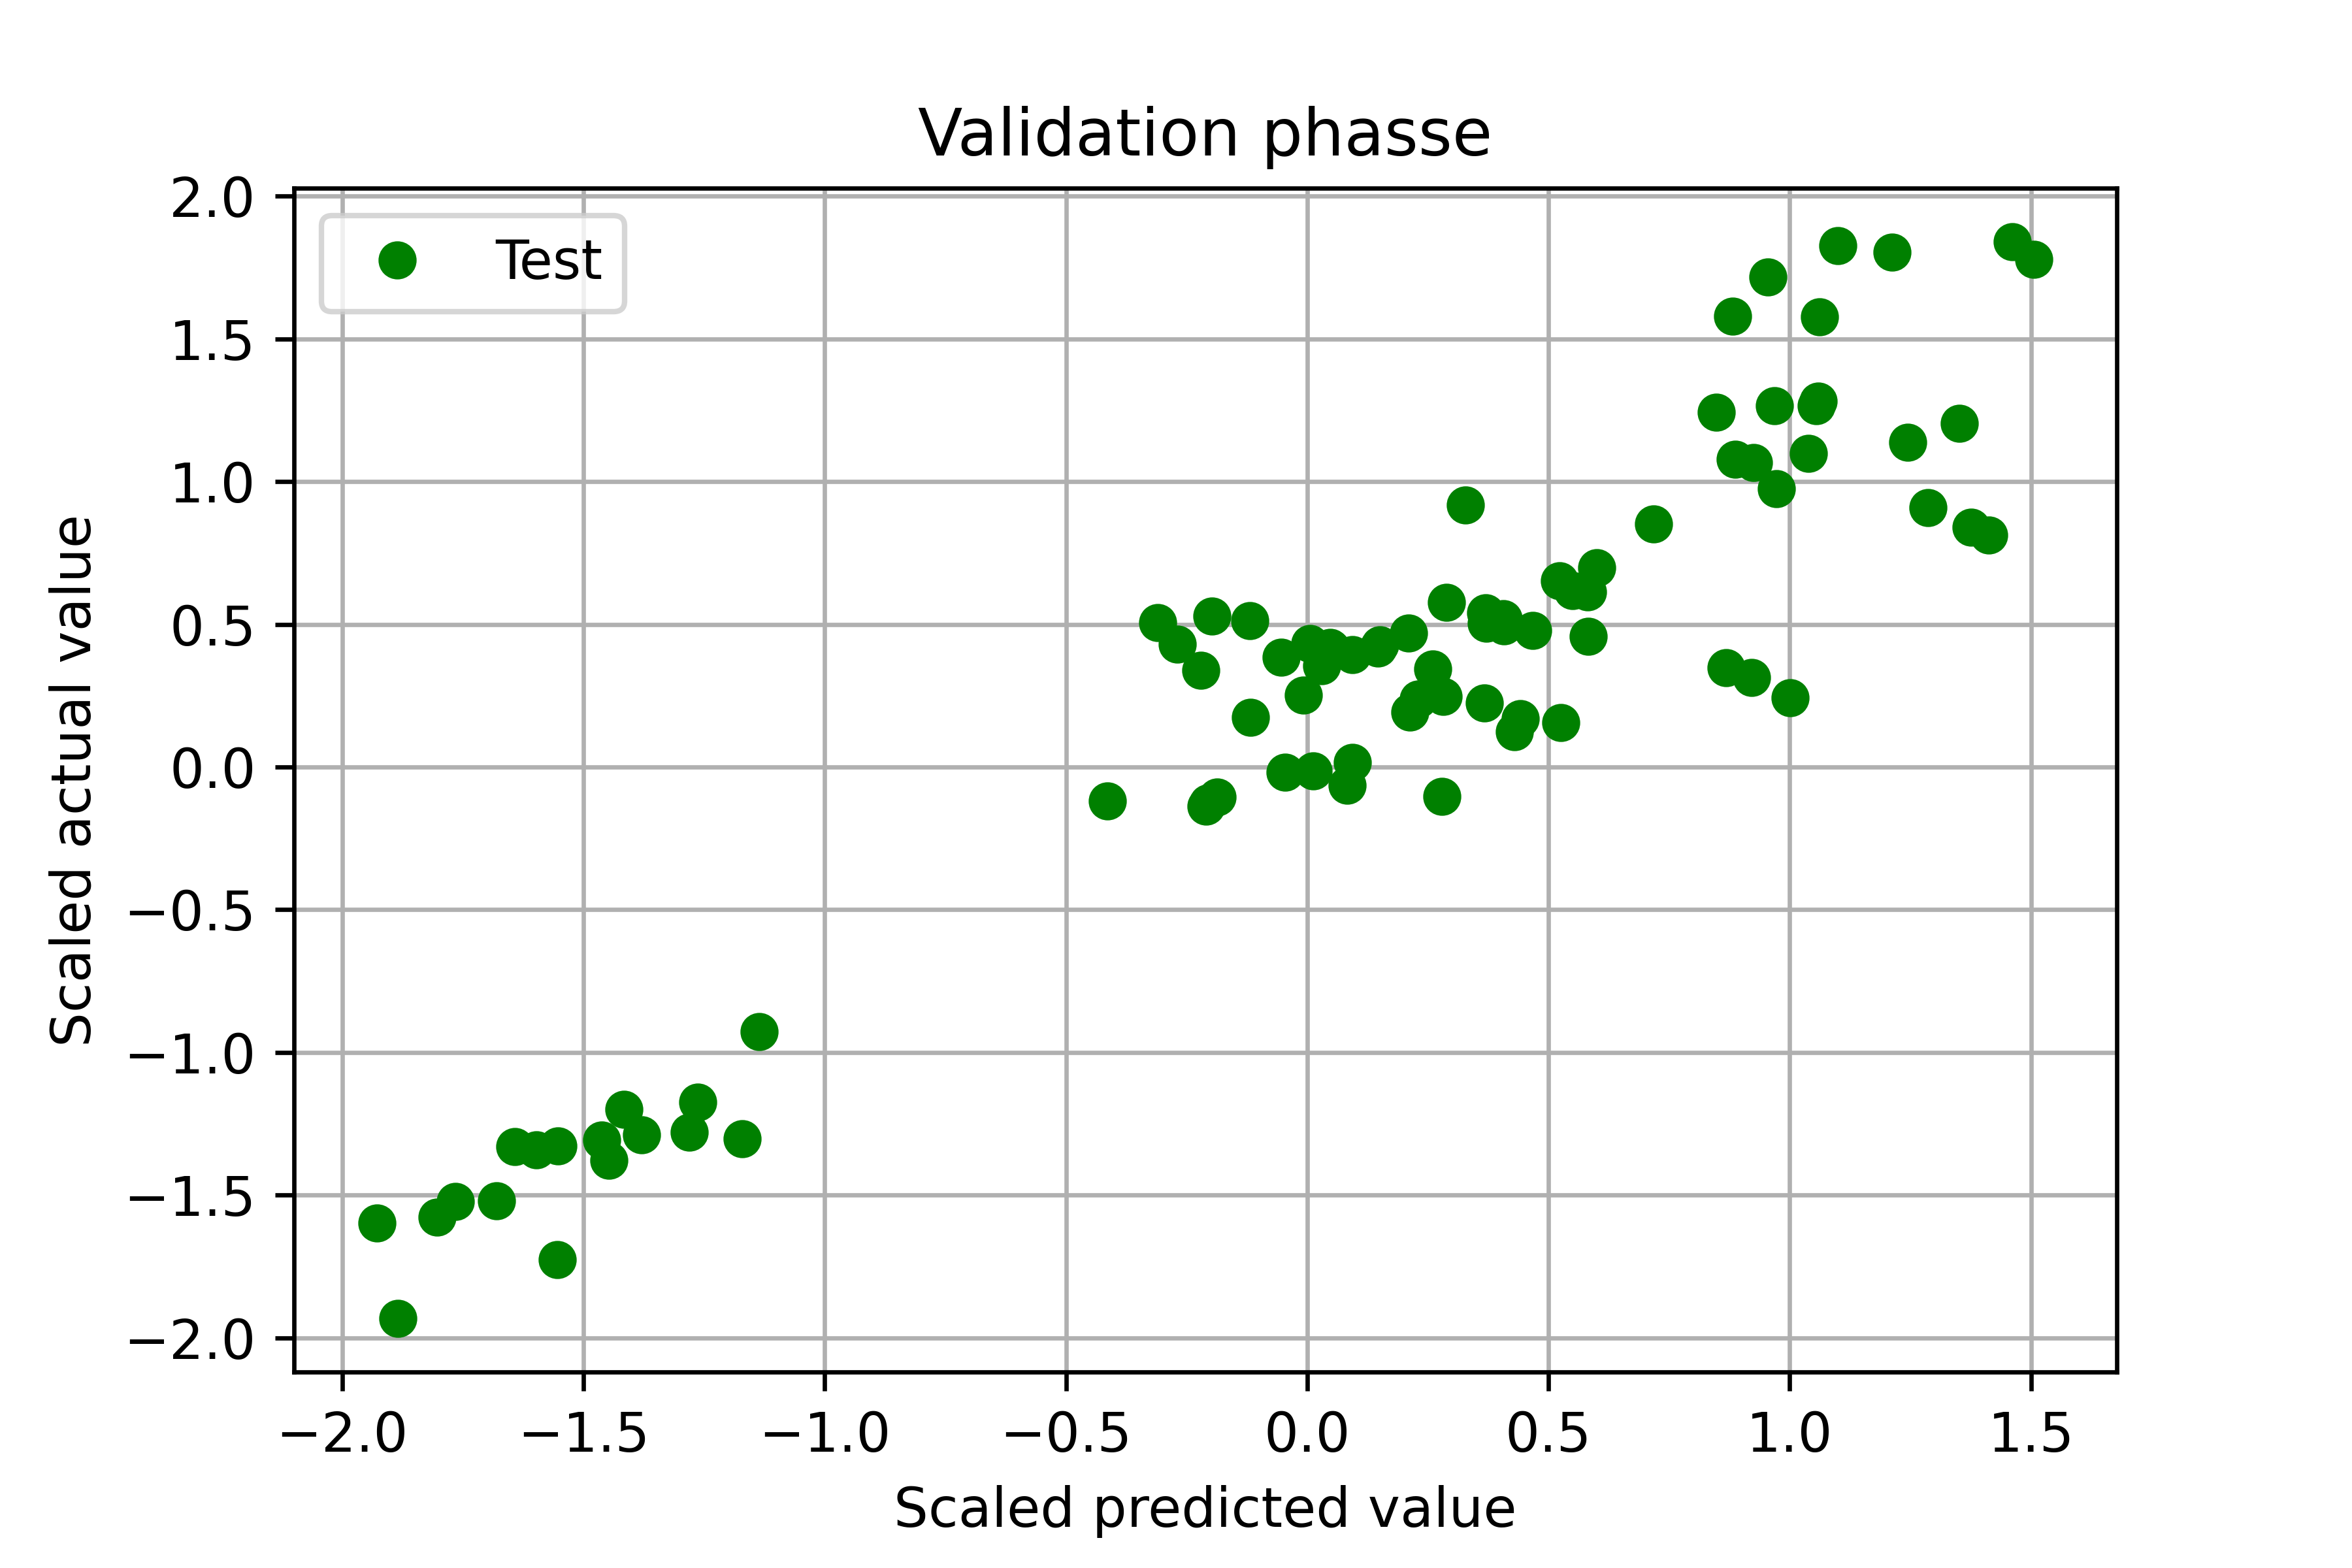 Validation phasse
Test
Scaled actual value
2.0
1.5
1.0
0.5
0.0
−0.5
−1.0
−1.5
−2.0
−2.0 −1.5 −1.0 −0.5 0.0 0.5 1.0 1.5
Scaled predicted value